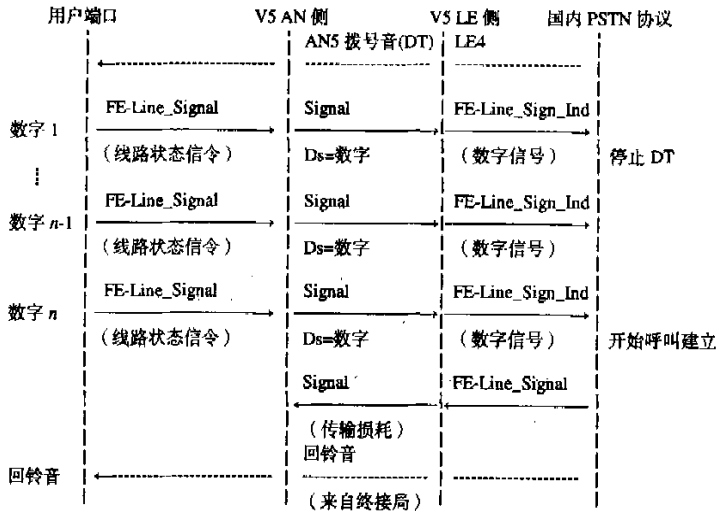 用户端口 V5 AN 侧 V5 LE 侧 国内 PSTN 协议
AN5 拨号音(DT) LE4
FE-Line_Signal Signal FE-Line_Sign_Ind
数字 1
（线路状态信令） Ds=数字 （数字信号） 停止 DT
FE-Line_Signal Signal FE-Line_Sign_Ind
数字 n-1
（线路状态信令） Ds=数字 （数字信号）
FE-Line_Signal Signal FE-Line_Sign_Ind
数字 n
（线路状态信令） Ds=数字 （数字信号） 开始呼叫建立
Signal FE-Line_Signal
（传输损耗）
回铃音
回铃音
（来自终接局）